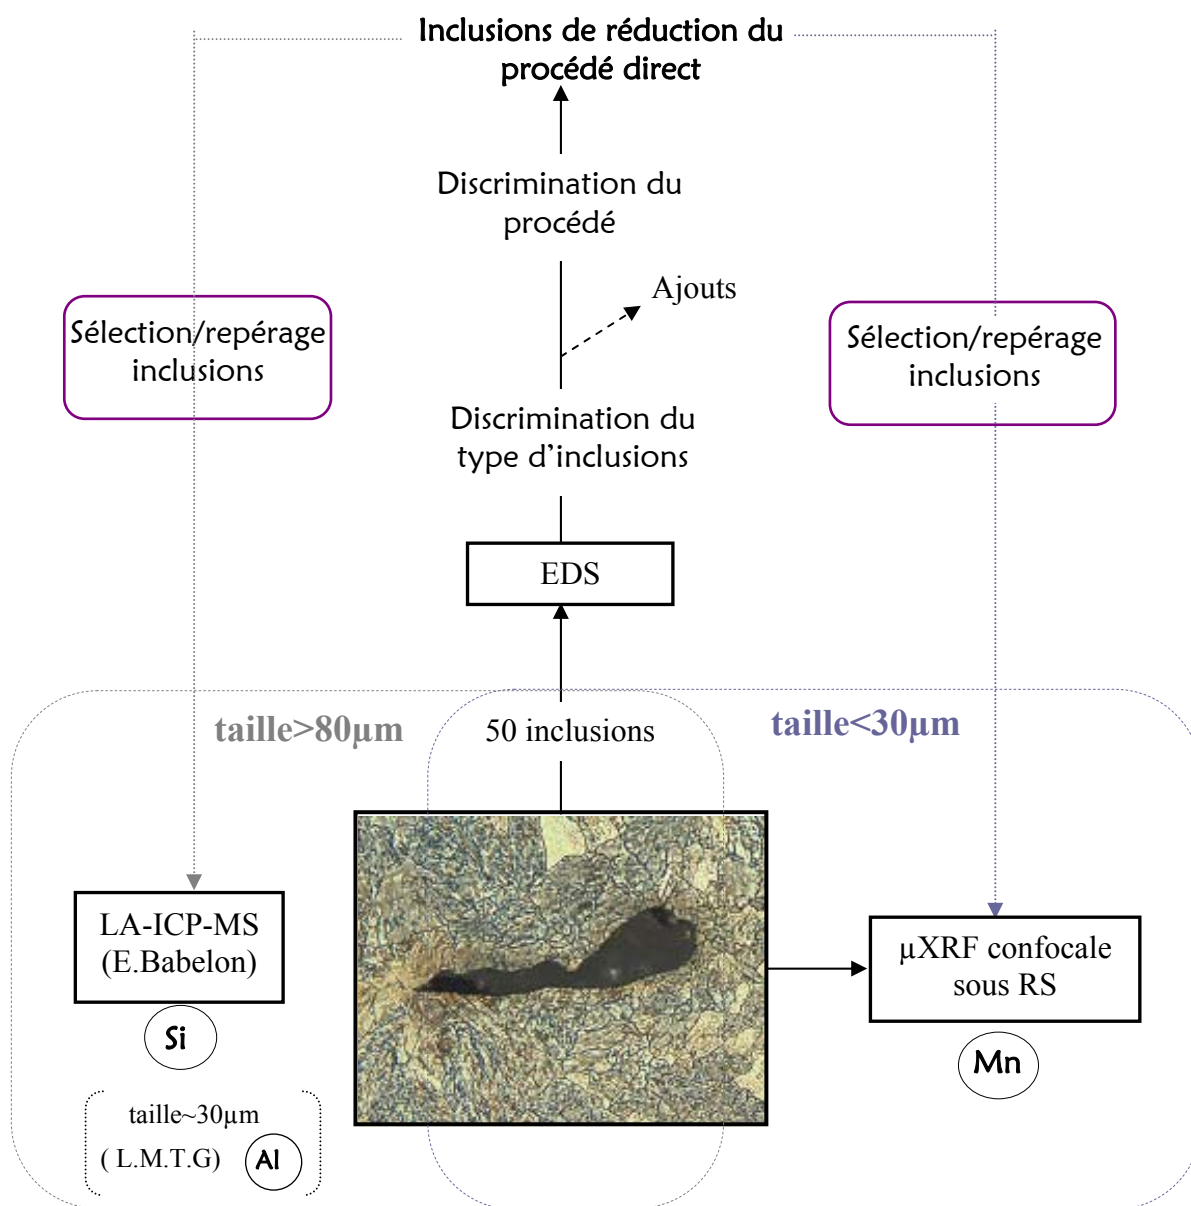 Inclusions de réduction du
procédé direct
Discrimination du
procédé
Ajouts
Sélection/repérage
inclusions
Sélection/repérage
inclusions
Discrimination du
type d’inclusions
EDS
taille>80µm
50 inclusions
taille<30µm
LA-ICP-MS
(E.Babelon)
µXRF confocale
sous RS
Si
Mn
taille~30µm
( L.M.T.G)
Al